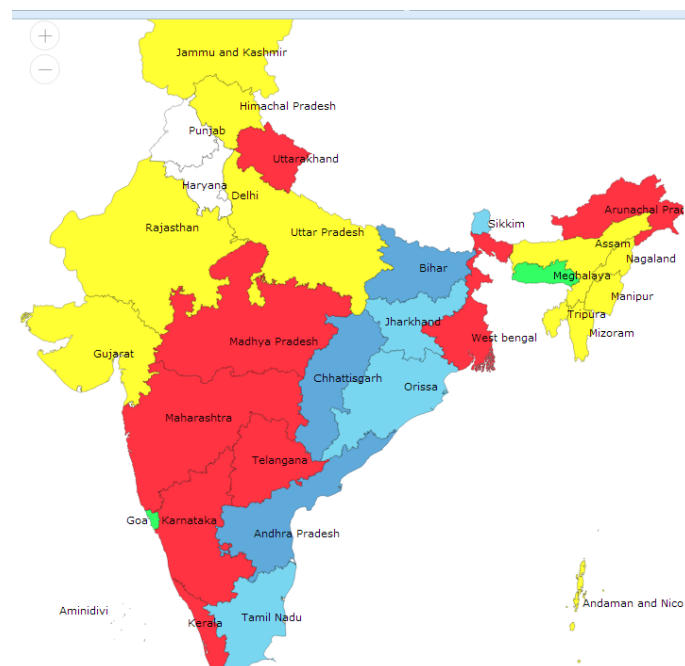 Jammu and Kashmir
Himachal Pradesh
Punjab
Uttarakhand
Haryana
Delhi
Arunachal Prad
Rajasthan
Uttar Pradesh
Sikkim
Assam
Nagaland
Bihar
Meghalaya
Manipur
Tripura
Jharkhand
Mizoram
Madhya Pradesh
West bengal
Gujarat
Chhattisgarh
Orissa
Maharashtra
Telangana
Goa
Karnataka
Andhra Pradesh
Andaman and Nico
Aminidivi
Kerala
Tamil Nadu